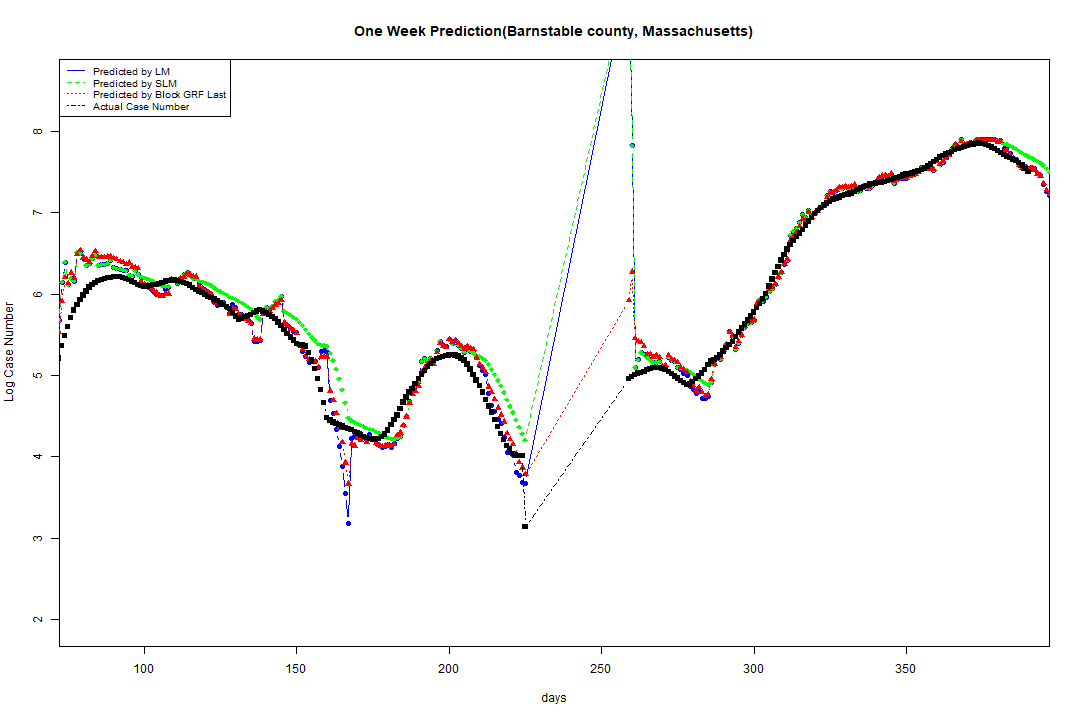 One Week Prediction(Barnstable county, Massachusetts)
Predicted by LM
Predicted by SLM
Predicted by Block GRF Last
Actual Case Number
8
7
6
5
4
3
2
Log Case Number
100 150 200 250 300 350
days